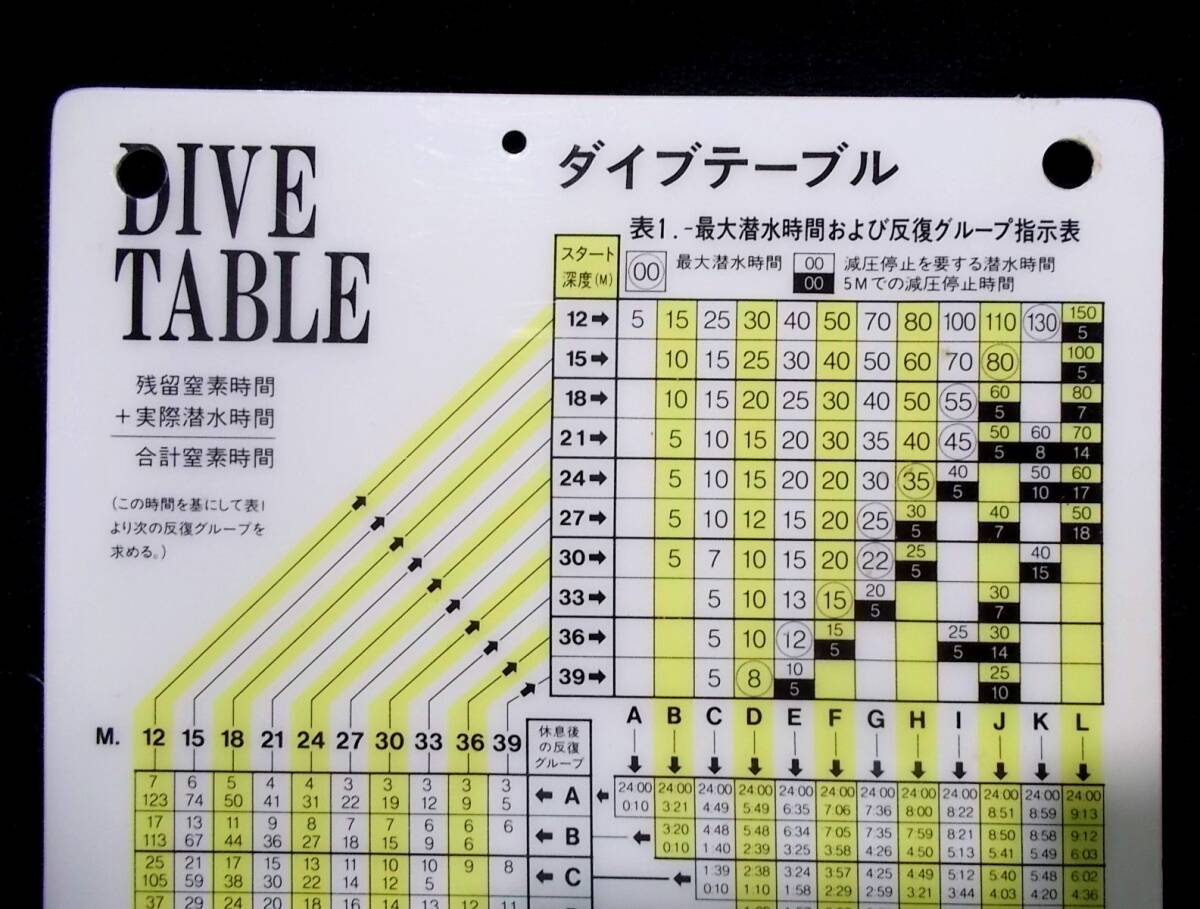 DIVE
TABLE
ダイブテーブル
表1.-最大潜水時間および反復グループ指示表
スタート
深度(M)
00 最大潜水時間
00 減圧停止を要する潜水時間
00 5Mでの減圧停止時間
残留窒素時間
+実際潜水時間
合計窒素時間
(この時間を基にして表1
より次の反復グループを
求める。)
12 5 15 25 30 40 50 70 80 100 110 130 150
5
15 10 15 25 30 40 50 60 70 80 100
5
18 10 15 20 25 30 40 50 55 60 80
5 7
21 5 10 15 20 30 35 40 45 50 60 70
5 8 14
24 5 10 15 20 20 30 35 40 50 60
5 10 17
27 5 10 12 15 20 25 30 40 50
5 7 18
30 5 7 10 15 20 22 25 40
5 15
33 5 10 13 15 20 30
5 7
36 5 10 12 15 25 30
5 5 14
39 5 8 10 25
5 10
A B C D E F G H I J K L
M. 12 15 18 21 24 27 30 33 36 39
休息後
の反復
グループ
7 6 5 4 4 3 3 3 3 3
123 74 50 41 31 22 19 12 9 5
A
24:00 24:00 24:00 24:00 24:00 24:00 24:00 24:00 24:00 24:00 24:00 24:00
0:10 3:21 4:49 5:49 6:35 7:06 7:36 8:00 8:22 8:51 8:59 9:13
17 13 11 9 8 7 7 6 6 6
113 67 44 36 27 18 15 9 6
B
3:20 4:48 5:48 6:34 7:05 7:35 7:59 8:21 8:50 8:58 9:12
0:10 1:40 2:39 3:25 3:58 4:26 4:50 5:13 5:41 5:49 6:03
25 21 17 15 13 11 10 10 9 8
105 59 38 30 22 14 12 5
C
1:39 2:38 3:24 3:57 4:25 4:49 5:12 5:40 5:48 6:02
0:10 1:10 1:58 2:29 2:59 3:21 3:44 4:03 4:20 4:36
37 29 24 20 18 16 14 13 12 11